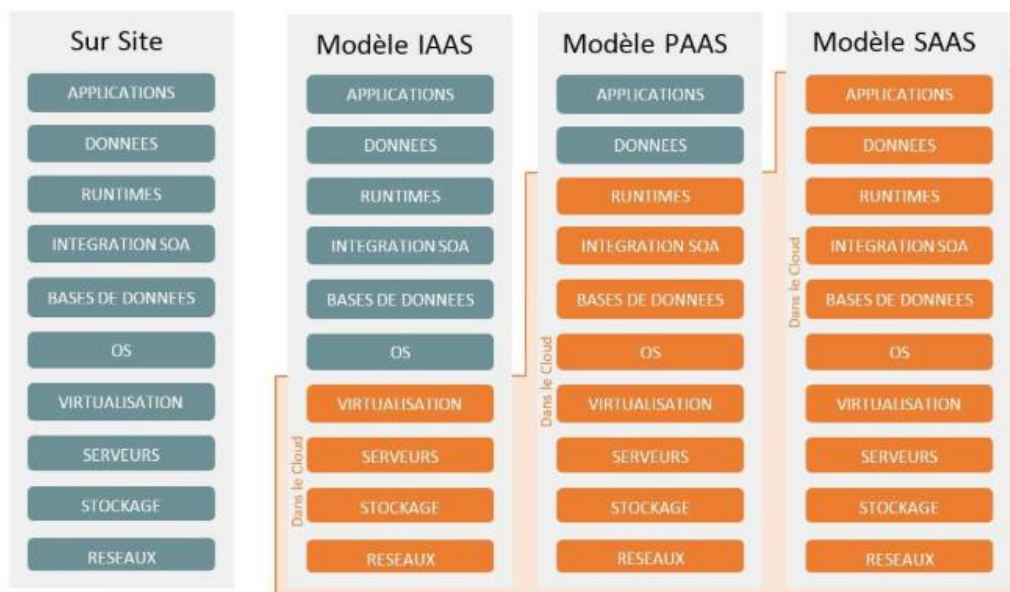 Sur Site
APPLICATIONS
DONNEES
RUNTIMES
INTEGRATION SOA
BASES DE DONNEES
OS
VIRTUALISATION
SERVEURS
STOCKAGE
RESEAUX
Modèle IAAS
APPLICATIONS
DONNEES
RUNTIMES
INTEGRATION SOA
BASES DE DONNEES
OS
VIRTUALISATION
SERVEURS
STOCKAGE
RESEAUX
Dans le Cloud
Modèle PAAS
APPLICATIONS
DONNEES
RUNTIMES
INTEGRATION SOA
BASES DE DONNEES
OS
VIRTUALISATION
SERVEURS
STOCKAGE
RESEAUX
Dans le Cloud
Modèle SAAS
APPLICATIONS
DONNEES
RUNTIMES
INTEGRATION SOA
BASES DE DONNEES
OS
VIRTUALISATION
SERVEURS
STOCKAGE
RESEAUX
Dans le Cloud